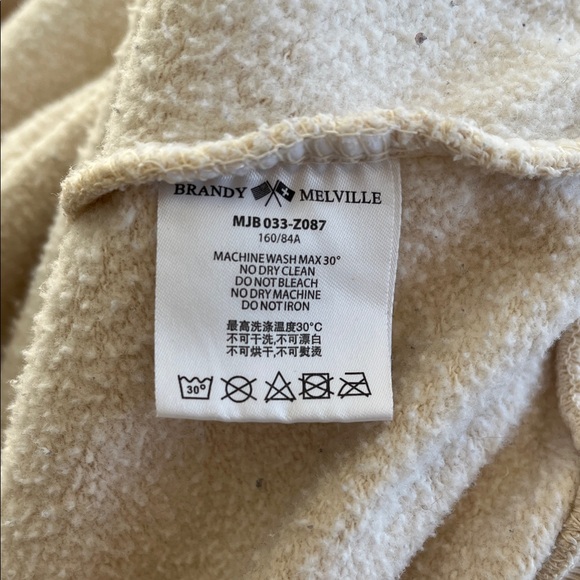 BRANDY MELVILLE
MJB 033-Z087
160/84A
MACHINE WASH MAX 30°
NO DRY CLEAN
DO NOT BLEACH
NO DRY MACHINE
DO NOT IRON
最高洗涤温度30°C
不可干洗,不可漂白
不可烘干,不可熨烫
30°